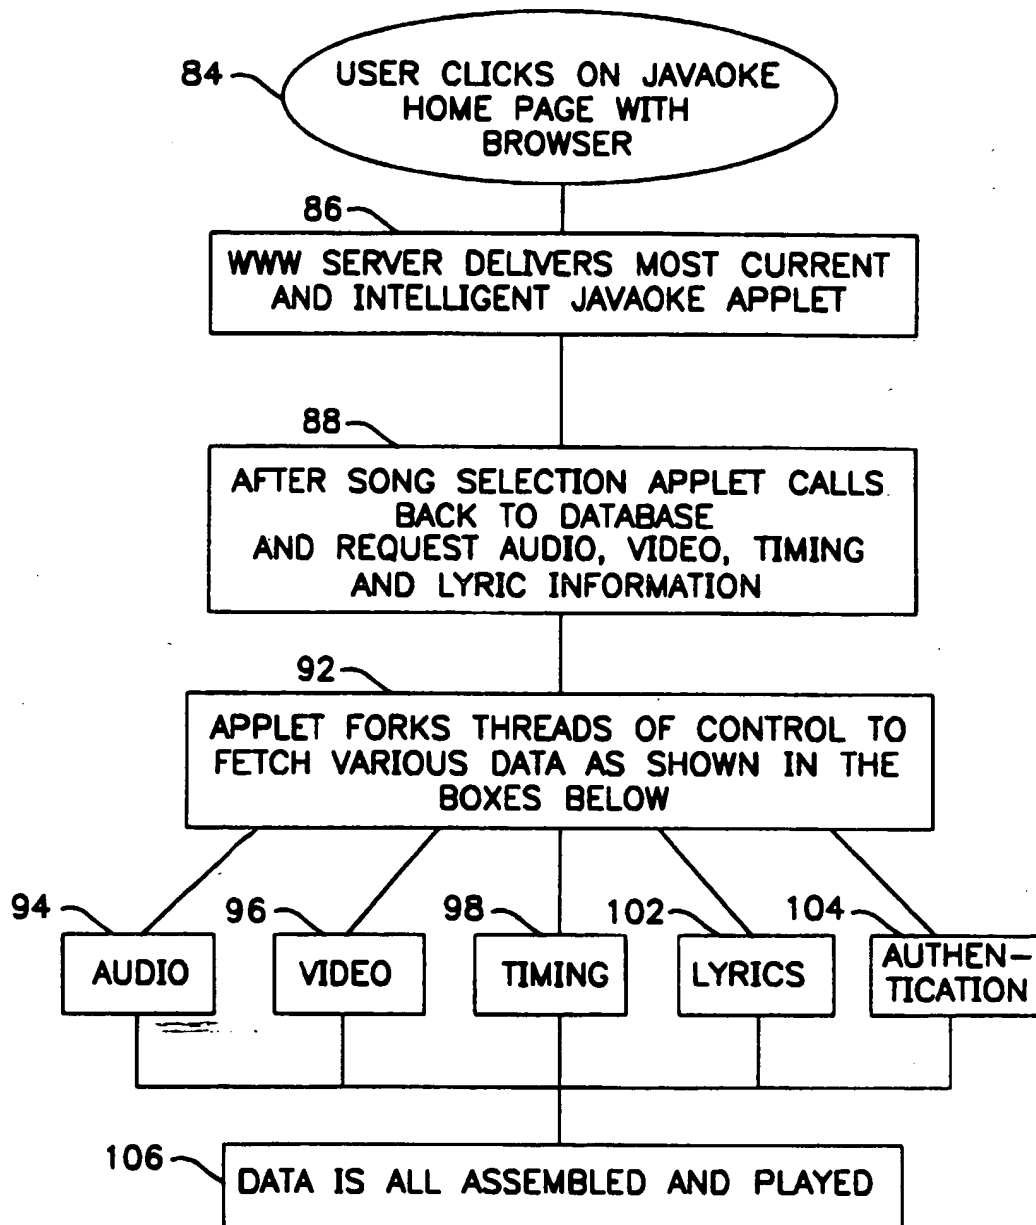 84
USER CLICKS ON JAVAOKE
HOME PAGE WITH
BROWSER
86
WWW SERVER DELIVERS MOST CURRENT
AND INTELLIGENT JAVAOKE APPLET
88
AFTER SONG SELECTION APPLET CALLS
BACK TO DATABASE
AND REQUEST AUDIO, VIDEO, TIMING
AND LYRIC INFORMATION
92
APPLET FORKS THREADS OF CONTROL TO
FETCH VARIOUS DATA AS SHOWN IN THE
BOXES BELOW
94
AUDIO
96
VIDEO
98
TIMING
102
LYRICS
104
AUTHEN-
TICATION
106
DATA IS ALL ASSEMBLED AND PLAYED